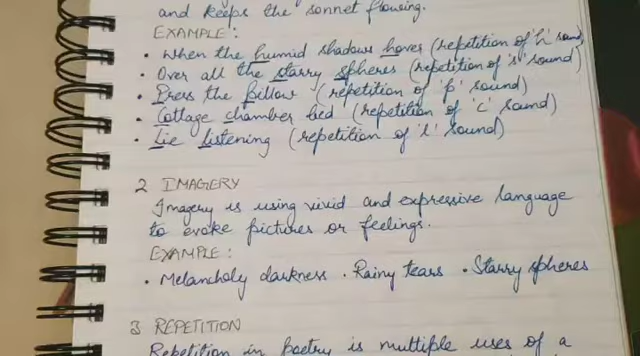 and keeps the sonnet flowing.
EXAMPLE:
• When the humid shadows hover (repetition of 'h' sound)
• Over all the starry spheres (repetition of 's' sound)
• Press the pillow (repetition of 'p' sound)
• Cottage chamber bed (repetition of 'c' sound)
• Lie listening (repetition of 'l' sound)
2 IMAGERY
Imagery is using vivid and expressive language
to evoke pictures or feelings.
EXAMPLE:
• Melancholy darkness • Rainy tears • Starry spheres
3 REPETITION
Repetition in poetry is multiple uses of a